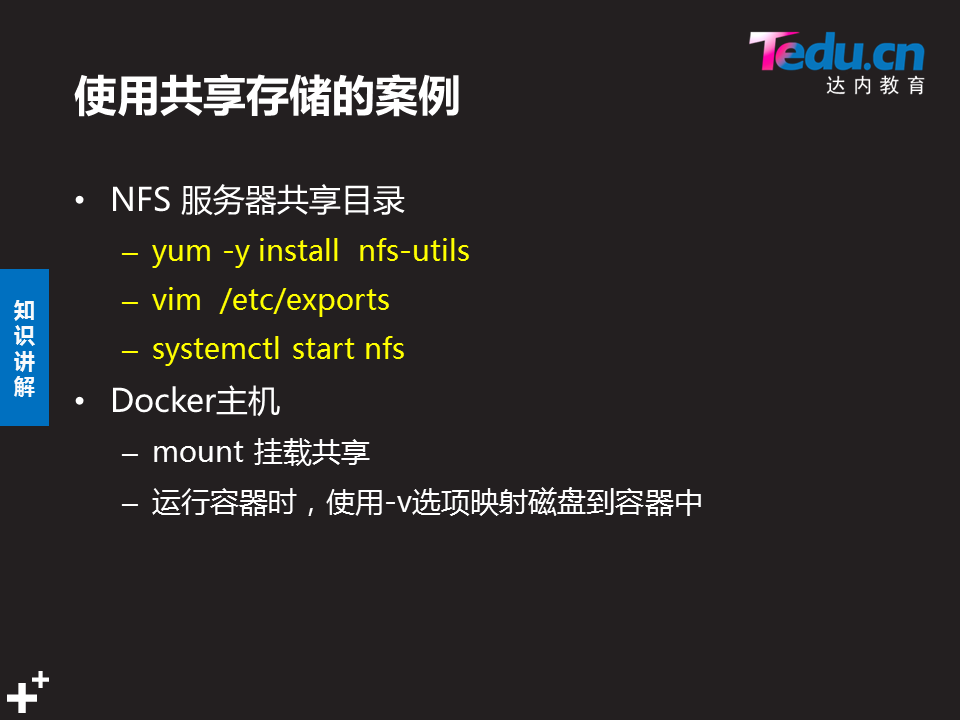 Tedu.cn
达内教育
使用共享存储的案例
• NFS 服务器共享目录
– yum -y install nfs-utils
– vim /etc/exports
– systemctl start nfs
知识讲解
• Docker主机
– mount 挂载共享
– 运行容器时，使用-v选项映射磁盘到容器中